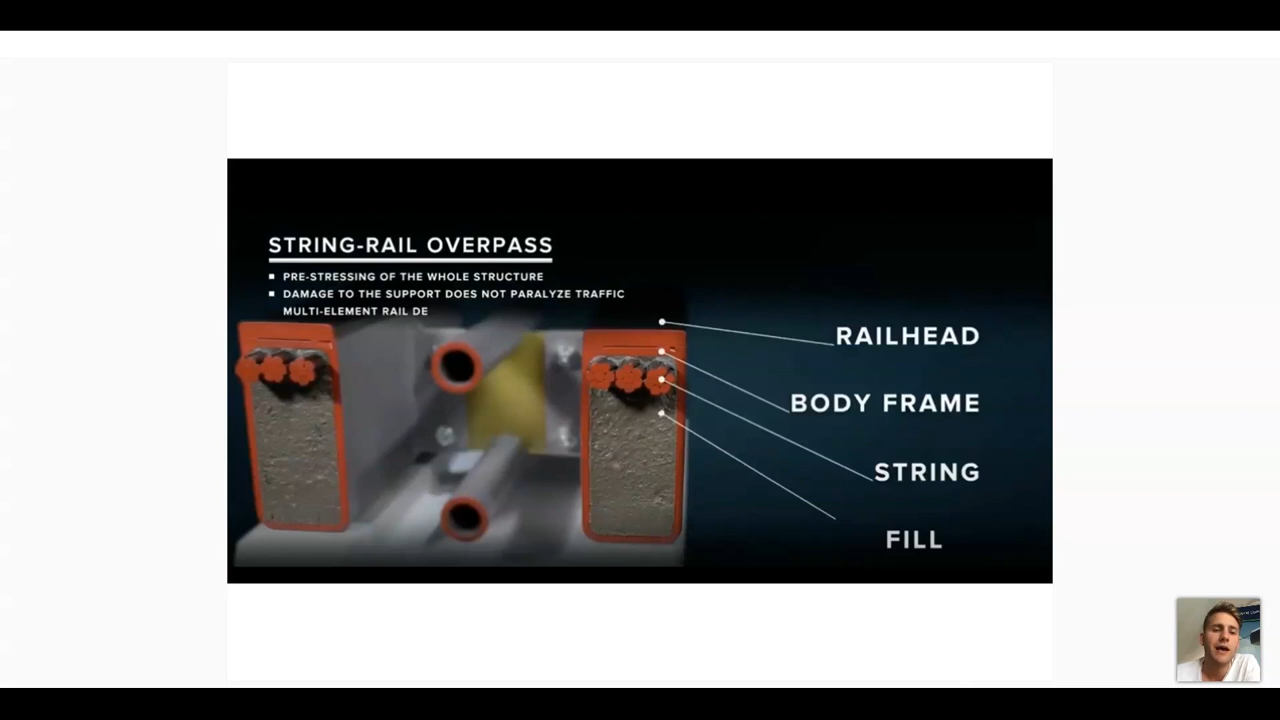 STRING-RAIL OVERPASS
PRE-STRESSING OF THE WHOLE STRUCTURE
DAMAGE TO THE SUPPORT DOES NOT PARALYZE TRAFFIC
MULTI-ELEMENT RAIL DE
RAILHEAD
BODY FRAME
STRING
FILL